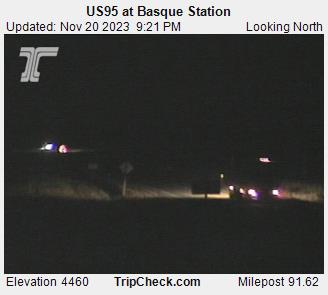 US95 at Basque Station
Updated: Nov 20 2023 9:21 PM Looking North
Elevation 4460 TripCheck.com Milepost 91.62